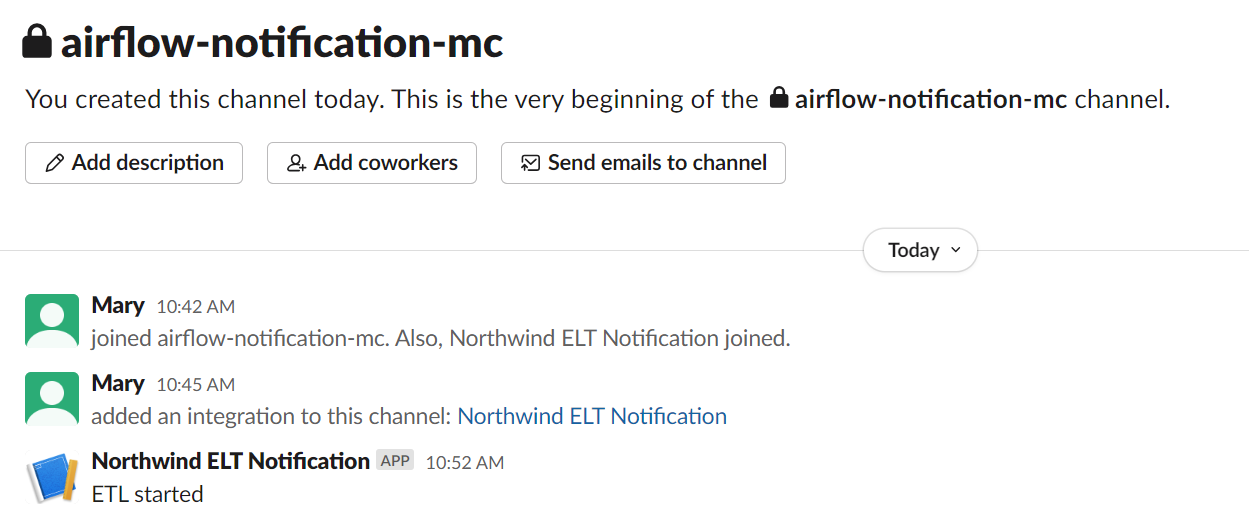 airflow-notification-mc
You created this channel today. This is the very beginning of the airflow-notification-mc channel.
Add description Add coworkers Send emails to channel
Today
Mary 10:42 AM
joined airflow-notification-mc. Also, Northwind ELT Notification joined.
Mary 10:45 AM
added an integration to this channel: Northwind ELT Notification
Northwind ELT Notification APP 10:52 AM
ETL started